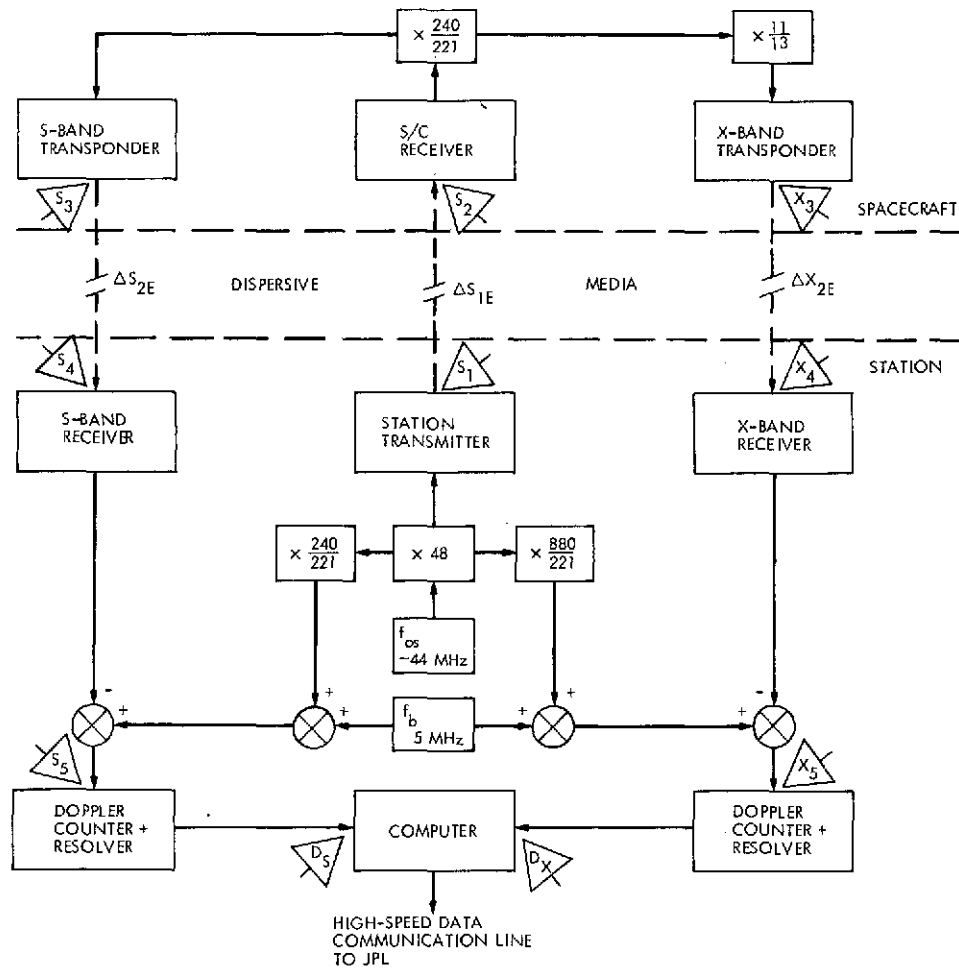 × 240/221
× 11/13
S-BAND
TRANSPONDER
S/C
RECEIVER
X-BAND
TRANSPONDER
S3
S2
X3
SPACECRAFT
ΔS2E
DISPERSIVE
ΔS1E
MEDIA
ΔX2E
S4
S1
X4
STATION
S-BAND
RECEIVER
STATION
TRANSMITTER
X-BAND
RECEIVER
× 240/221
× 48
× 880/221
fos
~44 MHz
- + + +
fb
5 MHz
+ + + -
S5
X5
DOPPLER
COUNTER +
RESOLVER
COMPUTER
DOPPLER
COUNTER +
RESOLVER
DS
DX
HIGH-SPEED DATA
COMMUNICATION LINE
TO JPL